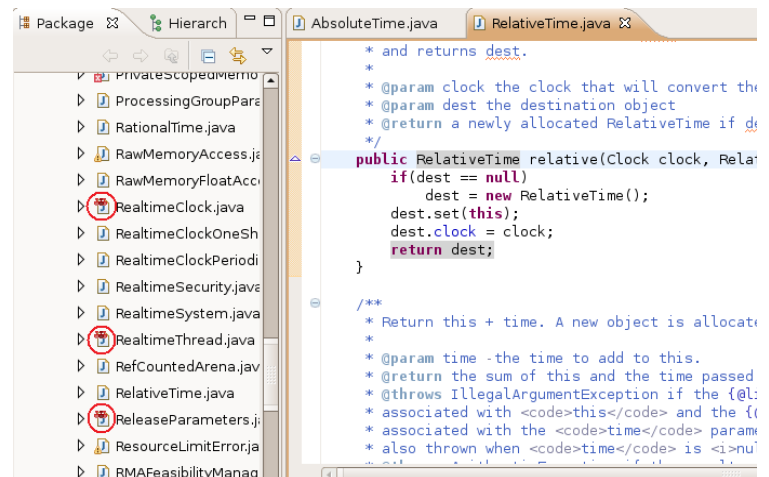 Package
Hierarch
PrivateScopedMemo
ProcessingGroupPara
RationalTime.java
RawMemoryAccess.ja
RawMemoryFloatAcc
RealtimeClock.java
RealtimeClockOneSh
RealtimeClockPeriodi
RealtimeSecurity.java
RealtimeSystem.java
RealtimeThread.java
RefCountedArena.jav
RelativeTime.java
ReleaseParameters.j
ResourceLimitError.ja
RMAFeasibilityManag
AbsoluteTime.java
RelativeTime.java
* and returns dest.
*
* @param clock the clock that will convert the
* @param dest the destination object
* @return a newly allocated RelativeTime if de
*/
public RelativeTime relative(Clock clock, Relat
if(dest == null)
dest = new RelativeTime();
dest.set(this);
dest.clock = clock;
return dest;
}
/**
* Return this + time. A new object is allocate
*
* @param time -the time to add to this.
* @return the sum of this and the time passed
* @throws IllegalArgumentException if the {@li
* associated with <code>this</code> and the {@
* associated with the <code>time</code> parame
* also thrown when <code>time</code> is <i>nul